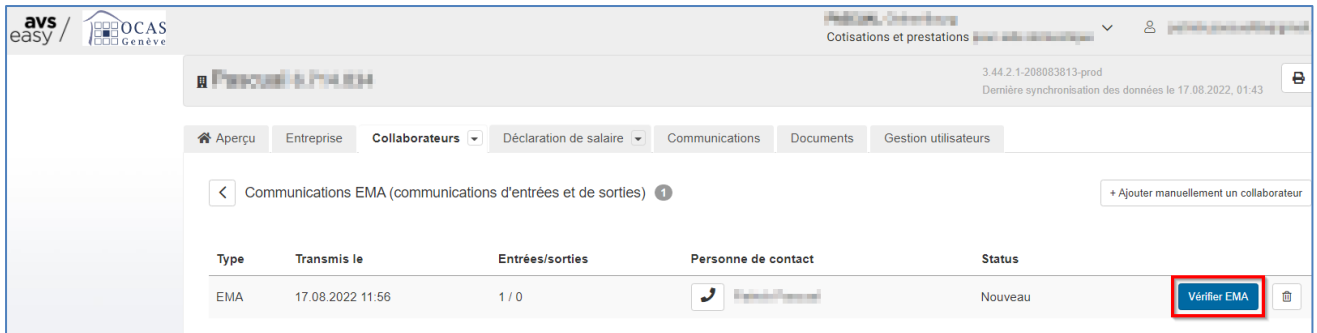 avs
easy / OCAS
Genève
Cotisations et prestations
3.44.2.1-208083813-prod
Dernière synchronisation des données le 17.08.2022, 01:43
Aperçu Entreprise Collaborateurs Déclaration de salaire Communications Documents Gestion utilisateurs
Communications EMA (communications d'entrées et de sorties) 1 + Ajouter manuellement un collaborateur
Type Transmis le Entrées/sorties Personne de contact Status
EMA 17.08.2022 11:56 1 / 0 Nouveau Vérifier EMA